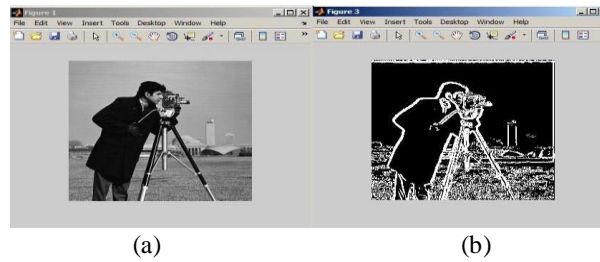 Figure 1
File Edit View Insert Tools Desktop Window Help
Figure 3
File Edit View Insert Tools Desktop Window Help
(a)
(b)